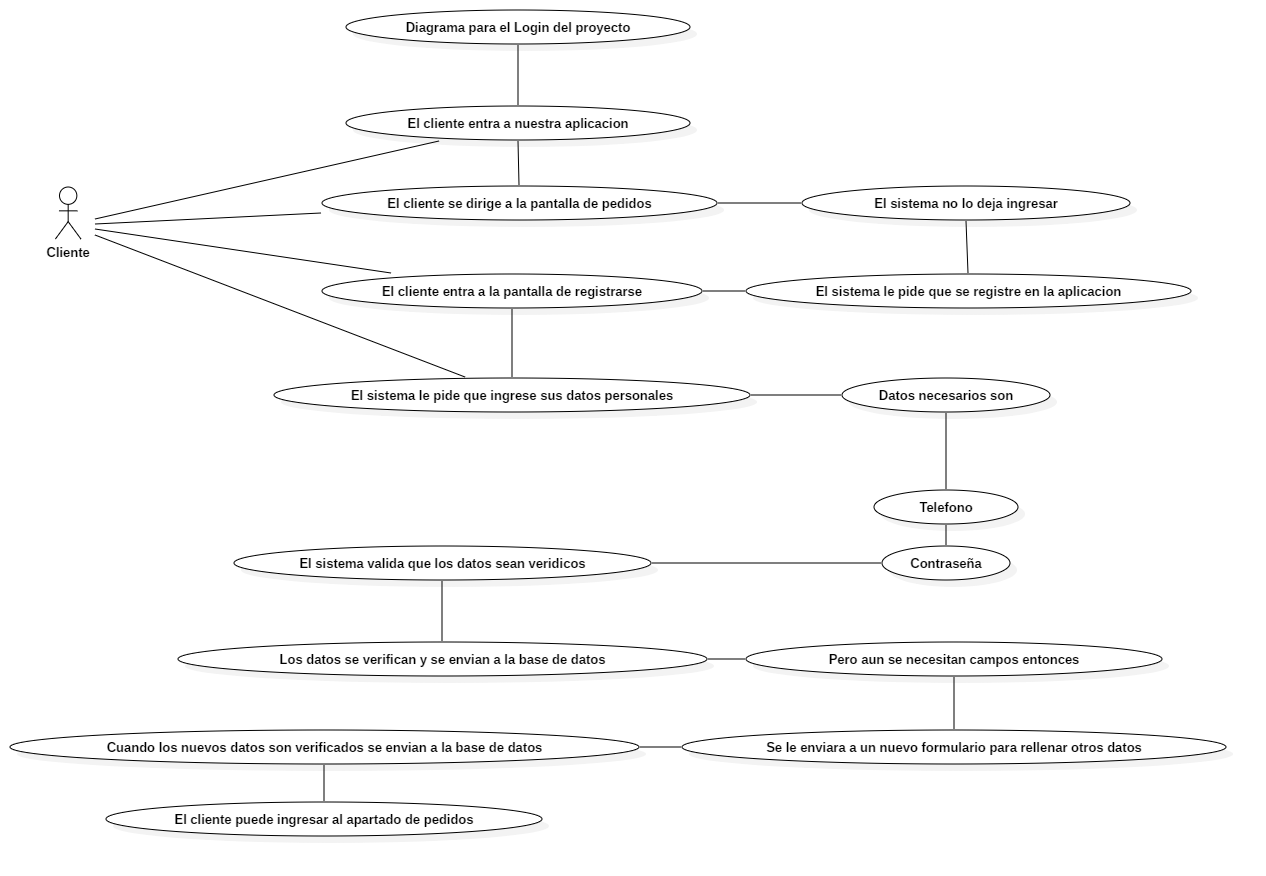 Diagrama para el Login del proyecto
El cliente entra a nuestra aplicacion
El cliente se dirige a la pantalla de pedidos
El sistema no lo deja ingresar
Cliente
El cliente entra a la pantalla de registrarse
El sistema le pide que se registre en la aplicacion
El sistema le pide que ingrese sus datos personales
Datos necesarios son
Telefono
El sistema valida que los datos sean veridicos
Contraseña
Los datos se verifican y se envian a la base de datos
Pero aun se necesitan campos entonces
Cuando los nuevos datos son verificados se envian a la base de datos
Se le enviara a un nuevo formulario para rellenar otros datos
El cliente puede ingresar al apartado de pedidos